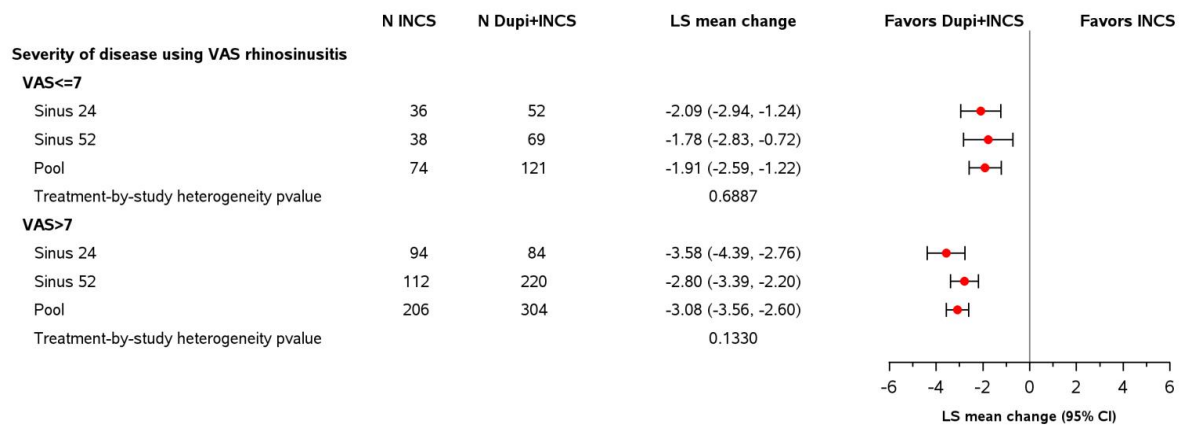 N INCS N Dupi+INCS LS mean change Favors Dupi+INCS Favors INCS
Severity of disease using VAS rhinosinusitis
VAS<=7
Sinus 24 36 52 -2.09 (-2.94, -1.24)
Sinus 52 38 69 -1.78 (-2.83, -0.72)
Pool 74 121 -1.91 (-2.59, -1.22)
Treatment-by-study heterogeneity pvalue 0.6887
VAS>7
Sinus 24 94 84 -3.58 (-4.39, -2.76)
Sinus 52 112 220 -2.80 (-3.39, -2.20)
Pool 206 304 -3.08 (-3.56, -2.60)
Treatment-by-study heterogeneity pvalue 0.1330
-6 -4 -2 0 2 4 6
LS mean change (95% CI)